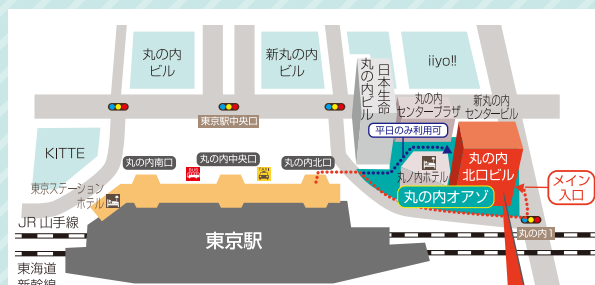 丸の内
ビル
新丸の内
ビル
日本生命
丸の内ビル
iiyo!!
丸の内
センタープラザ
新丸の内
センタービル
東京駅中央口
平日のみ利用可
KITTE
丸の内南口
丸の内中央口
丸の内北口
丸ノ内ホテル
丸の内
北口ビル
メイン
入口
東京ステーション
ホテル
丸の内オアゾ
丸の内1
JR山手線
東京駅
東海道
新幹線